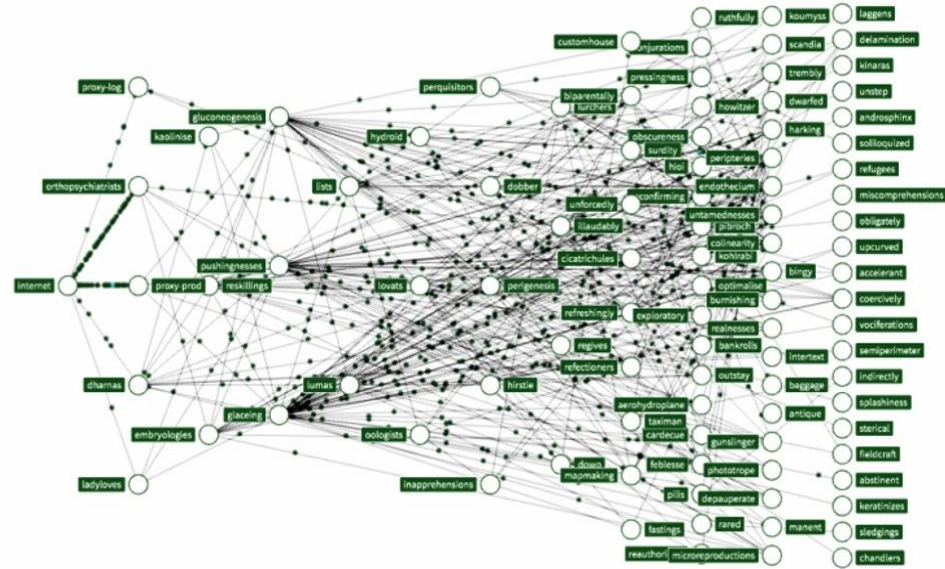 ruthfully
koumyss
laggens
customhouse
onjurations
scandia
delamination
proxy-log
perquisitors
pressingness
trembly
kinaras
biparentally
lurchers
howitzer
dwarfed
unstep
gluconeogenesis
androsphinx
kaolinise
hydroid
obscureness
harking
soliloquized
surdity
hioi
peripteries
refugees
orthopsychiatrists
lists
dobber
endothecium
miscomprehensions
unforcedly
confirming
untamednesses
obligately
illaudably
pibroch
colinearity
upcurved
pushingnesses
cicatrichules
kohlrabi
bingy
accelerant
internet
proxy-prod
reskillings
lovats
perigenesis
optimalise
burnishing
coercively
refreshingly
exploratory
realnesses
vociferations
regives
bankrolls
intertext
semiperimeter
refectioners
outstay
indirectly
dharnas
lumas
hirstie
baggage
splashiness
aerohydroplane
glaceing
taximan
antique
sterical
embryologies
oologists
cardecue
gunslinger
fieldcraft
feblesse
phototrope
mapmaking
abstinent
ladyloves
inapprehensions
pilis
depauperate
keratinizes
fastings
rared
manent
sledgings
reauthori
microreproductions
chandlers